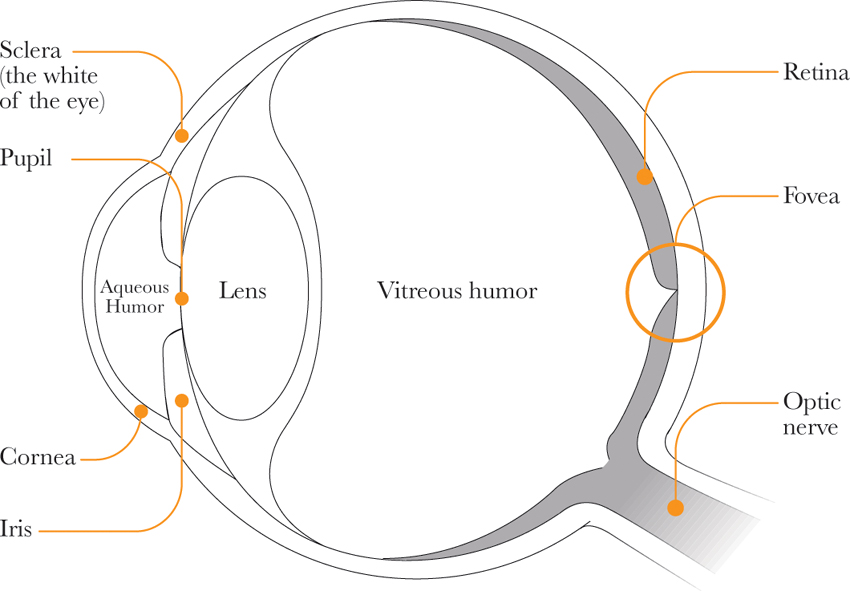 Sclera
(the white
of the eye)
Pupil
Aqueous
Humor
Lens
Vitreous humor
Retina
Fovea
Optic
nerve
Cornea
Iris